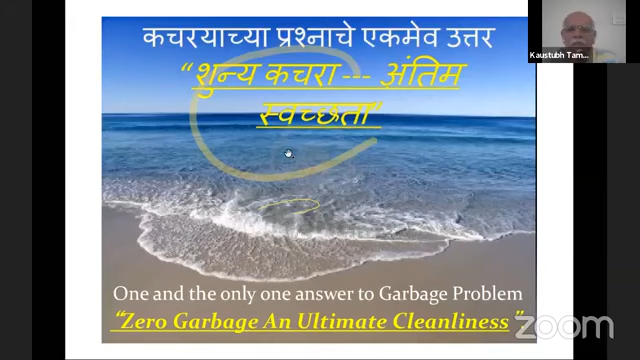 कचरयाच्या प्रश्नाचे एकमेव उत्तर
“शुन्य कचरा --- अंतिम
स्वच्छता”
One and the only one answer to Garbage Problem
“Zero Garbage An Ultimate Cleanliness”
Kaustubh Tam...
zoom